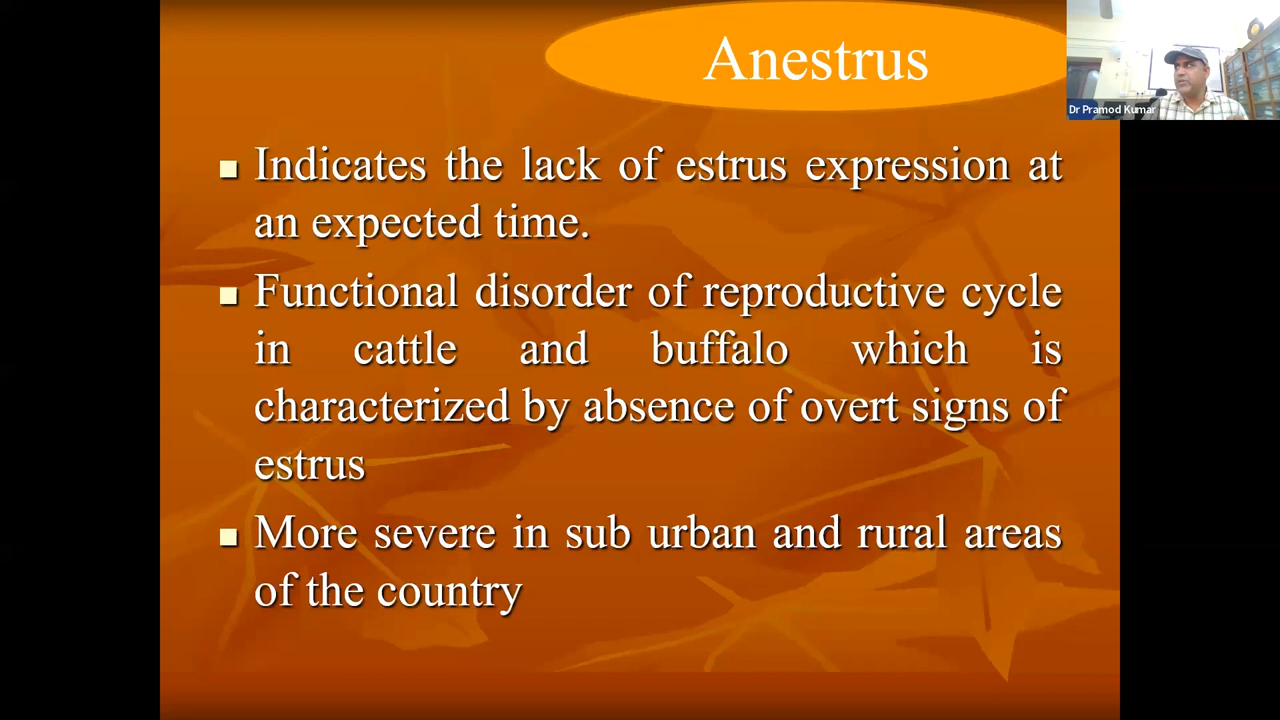 Anestrus
Dr Pramod Kumar
Indicates the lack of estrus expression at
an expected time.
Functional disorder of reproductive cycle
in cattle and buffalo which is
characterized by absence of overt signs of
estrus
More severe in sub urban and rural areas
of the country